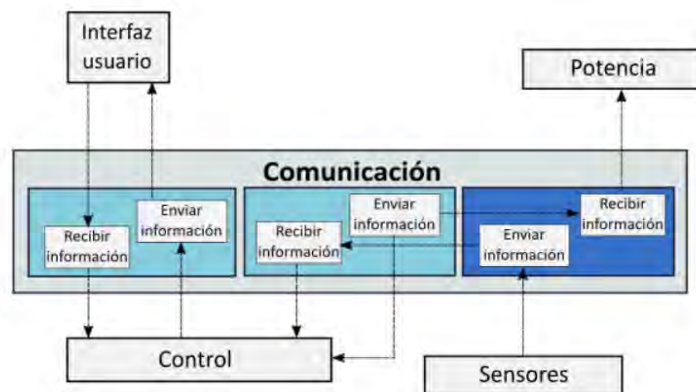 Interfaz
usuario
Potencia
Comunicación
Recibir
información
Enviar
información
Recibir
información
Enviar
información
Enviar
información
Recibir
información
Control
Sensores